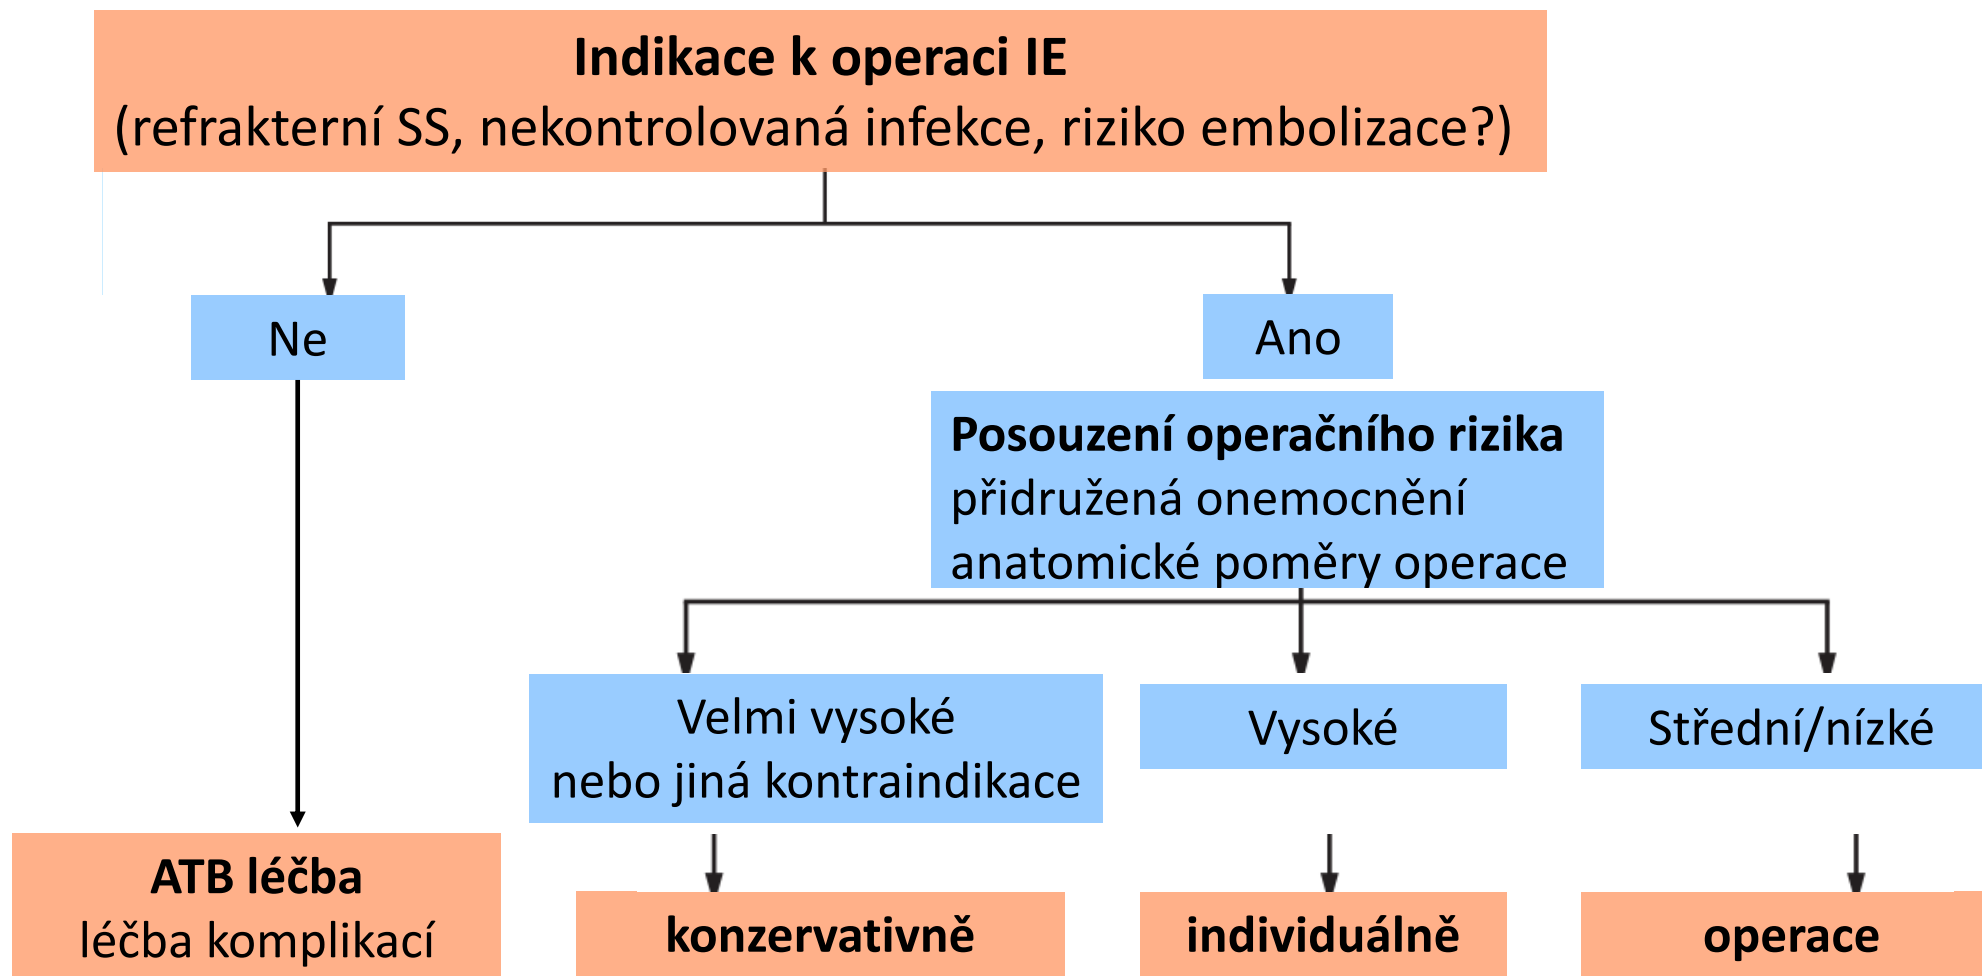 Indikace k operaci IE
(refrakterní SS, nekontrolovaná infekce, riziko embolizace?)
Ne
Ano
Posouzení operačního rizika
přidružená onemocnění
anatomické poměry operace
Velmi vysoké
nebo jiná kontraindikace
Vysoké
Střední/nízké
ATB léčba
léčba komplikací
konzervativně
individuálně
operace